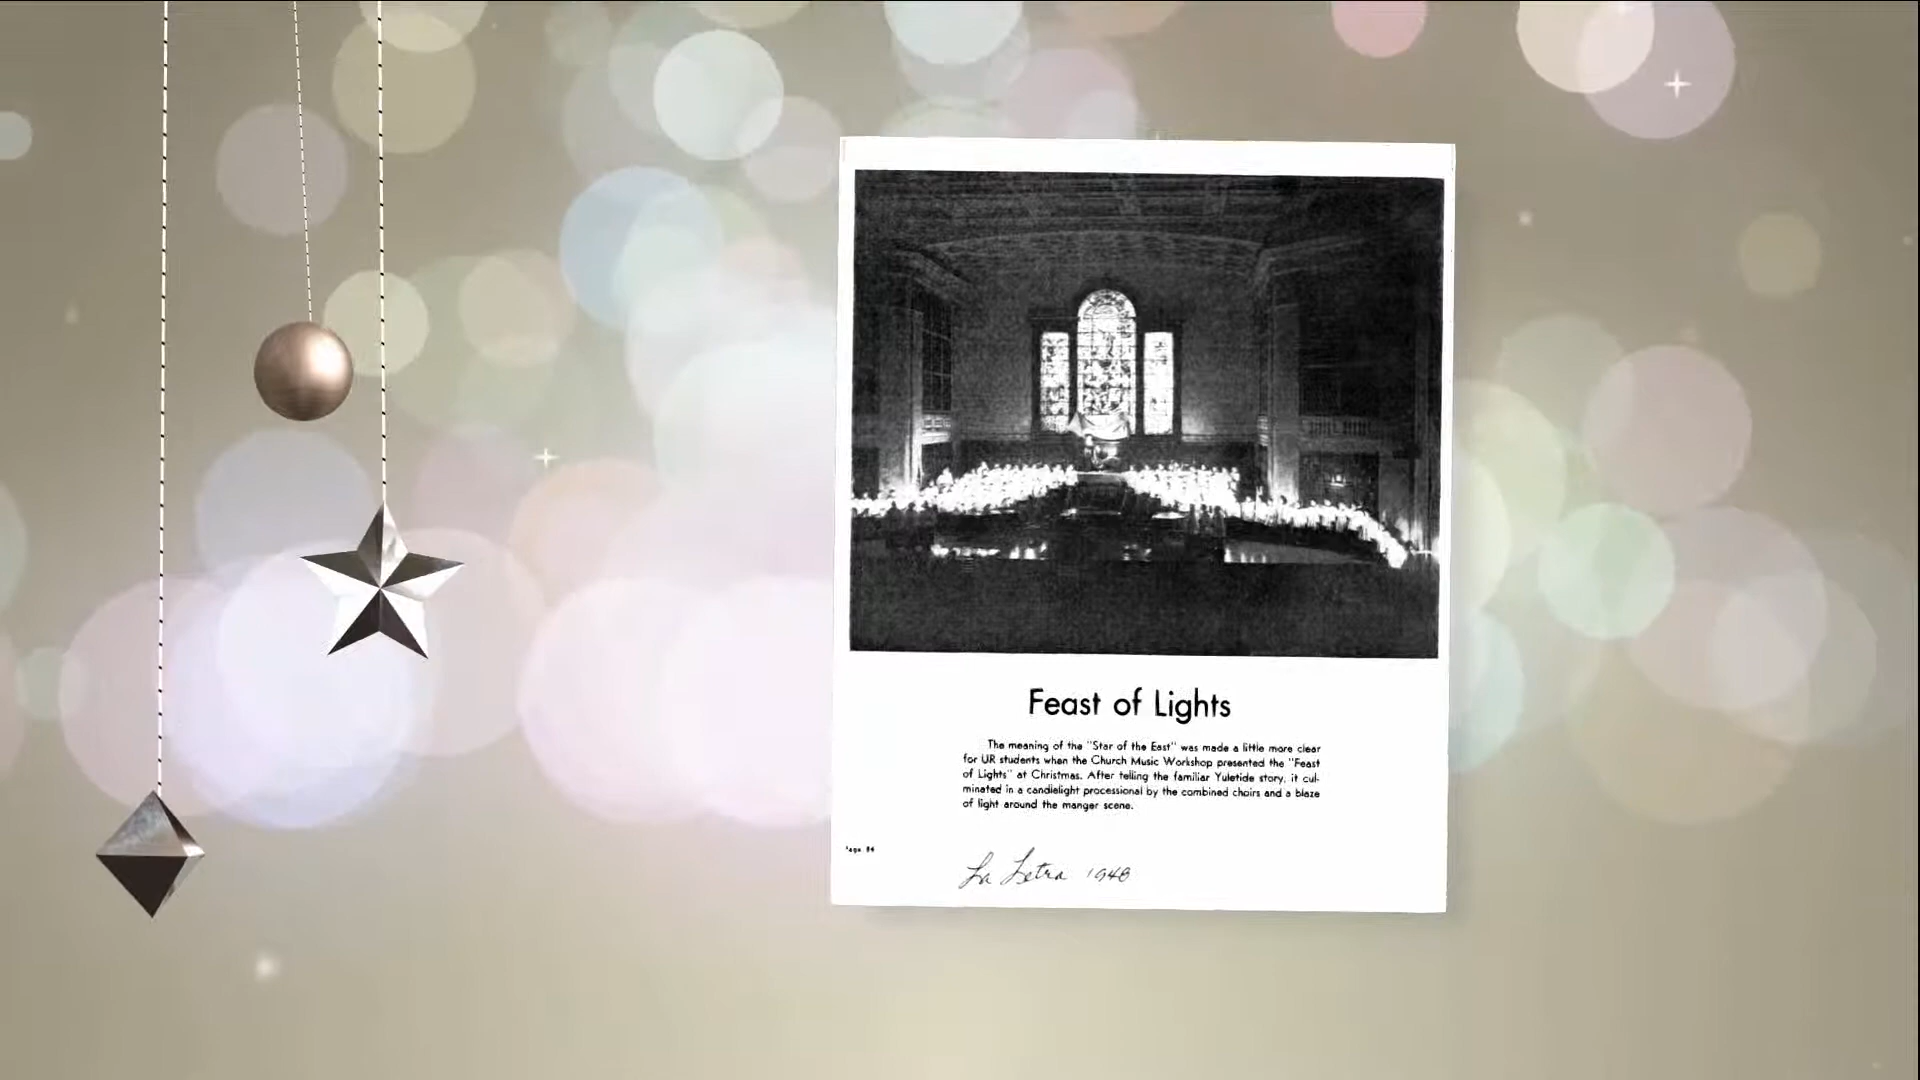 Feast of Lights
The meaning of the "Star of the East" was made a little more clear
for UR students when the Church Music Workshop presented the "Feast
of Lights" at Christmas. After telling the familiar Yuletide story, it cul-
minated in a candlelight processional by the combined choirs and a blaze
of light around the manger scene.
La Letra 1948